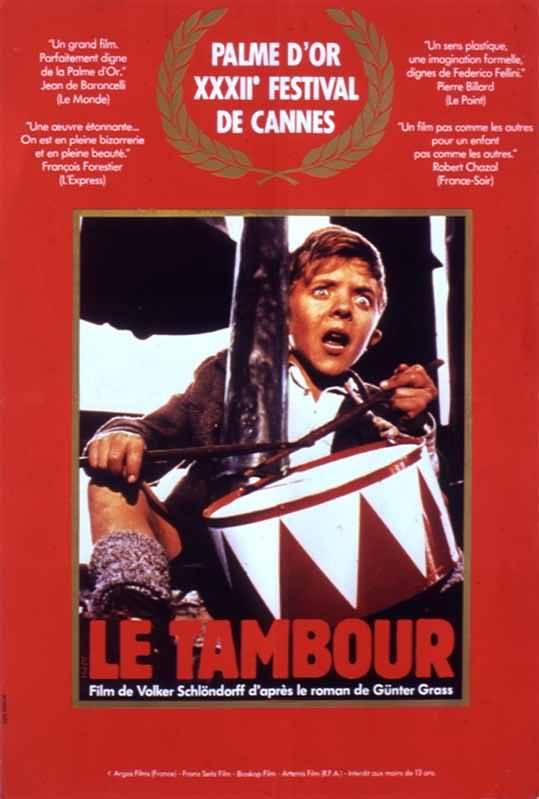 "Un grand film.
Parfaitement digne
de la Palme d'Or."
Jean de Baroncelli
(Le Monde)
"Une œuvre étonnante...
On est en pleine bizarrerie
et en pleine beauté."
François Forestier
(L'Express)
PALME D'OR
XXXIIe FESTIVAL
DE CANNES
"Un sens plastique,
une imagination formelle,
dignes de Federico Fellini."
Pierre Billard
(Le Point)
"Un film pas comme les autres
pour un enfant
pas comme les autres."
Robert Chazal
(France-Soir)
LE TAMBOUR
Film de Volker Schlöndorff d'après le roman de Günter Grass
Argos Films (France) - Franz Seitz Film - Bioskop Film - Artemis Film (R.F.A.) - Interdit aux moins de 13 ans.